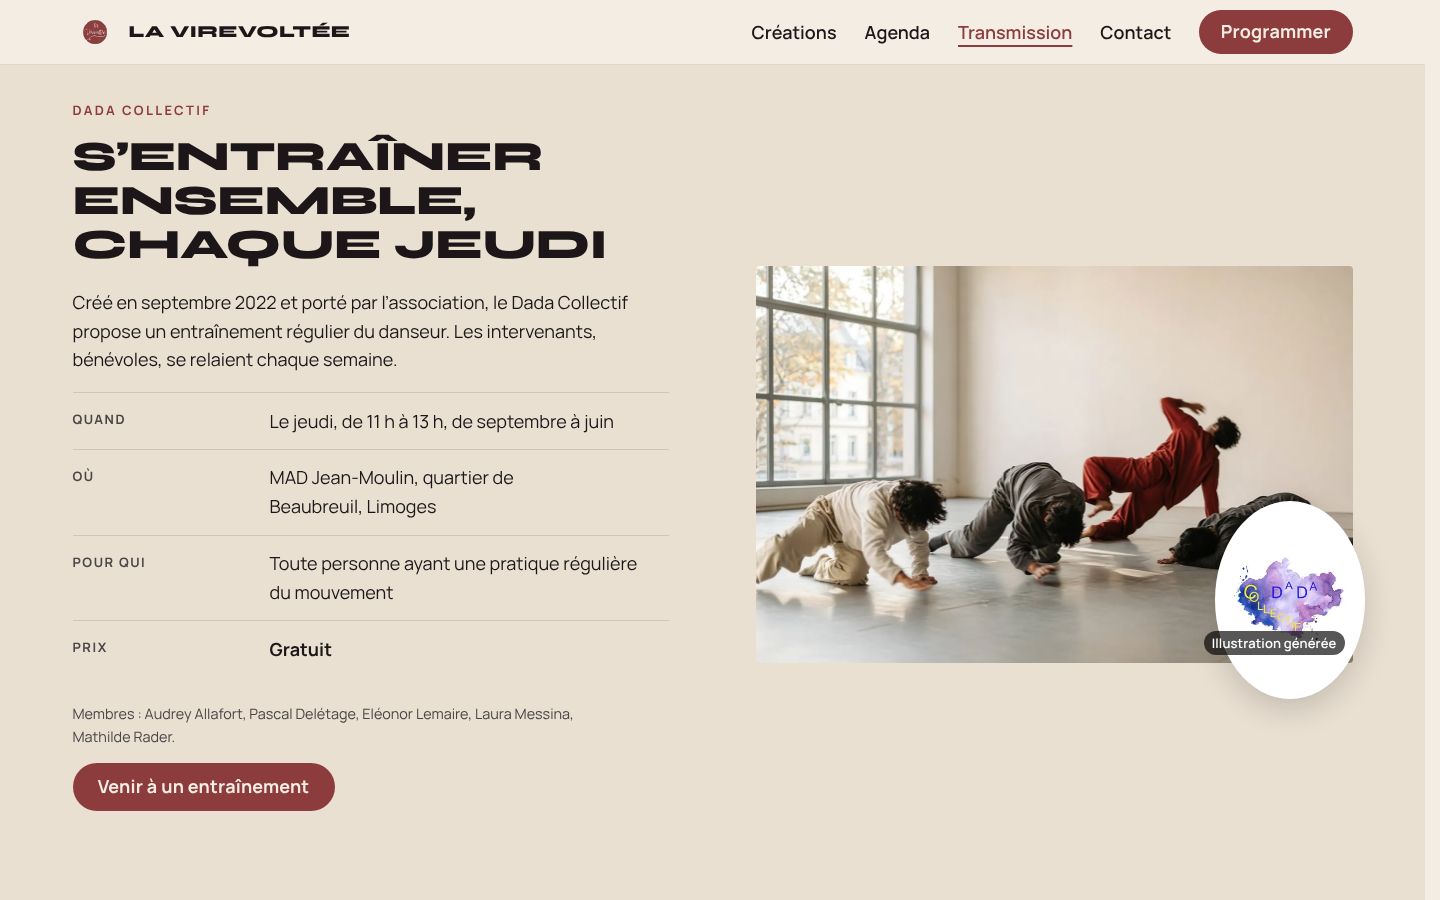 LA VIREVOLTÉE
Créations
Agenda
Transmission
Contact
Programmer
DADA COLLECTIF
S’ENTRAÎNER
ENSEMBLE,
CHAQUE JEUDI
Créé en septembre 2022 et porté par l’association, le Dada Collectif
propose un entraînement régulier du danseur. Les intervenants,
bénévoles, se relaient chaque semaine.
QUAND
Le jeudi, de 11 h à 13 h, de septembre à juin
OÙ
MAD Jean-Moulin, quartier de
Beaubreuil, Limoges
POUR QUI
Toute personne ayant une pratique régulière
du mouvement
PRIX
Gratuit
Membres : Audrey Allafort, Pascal Delétage, Eléonor Lemaire, Laura Messina,
Mathilde Rader.
Venir à un entraînement
DADA
Illustration générée